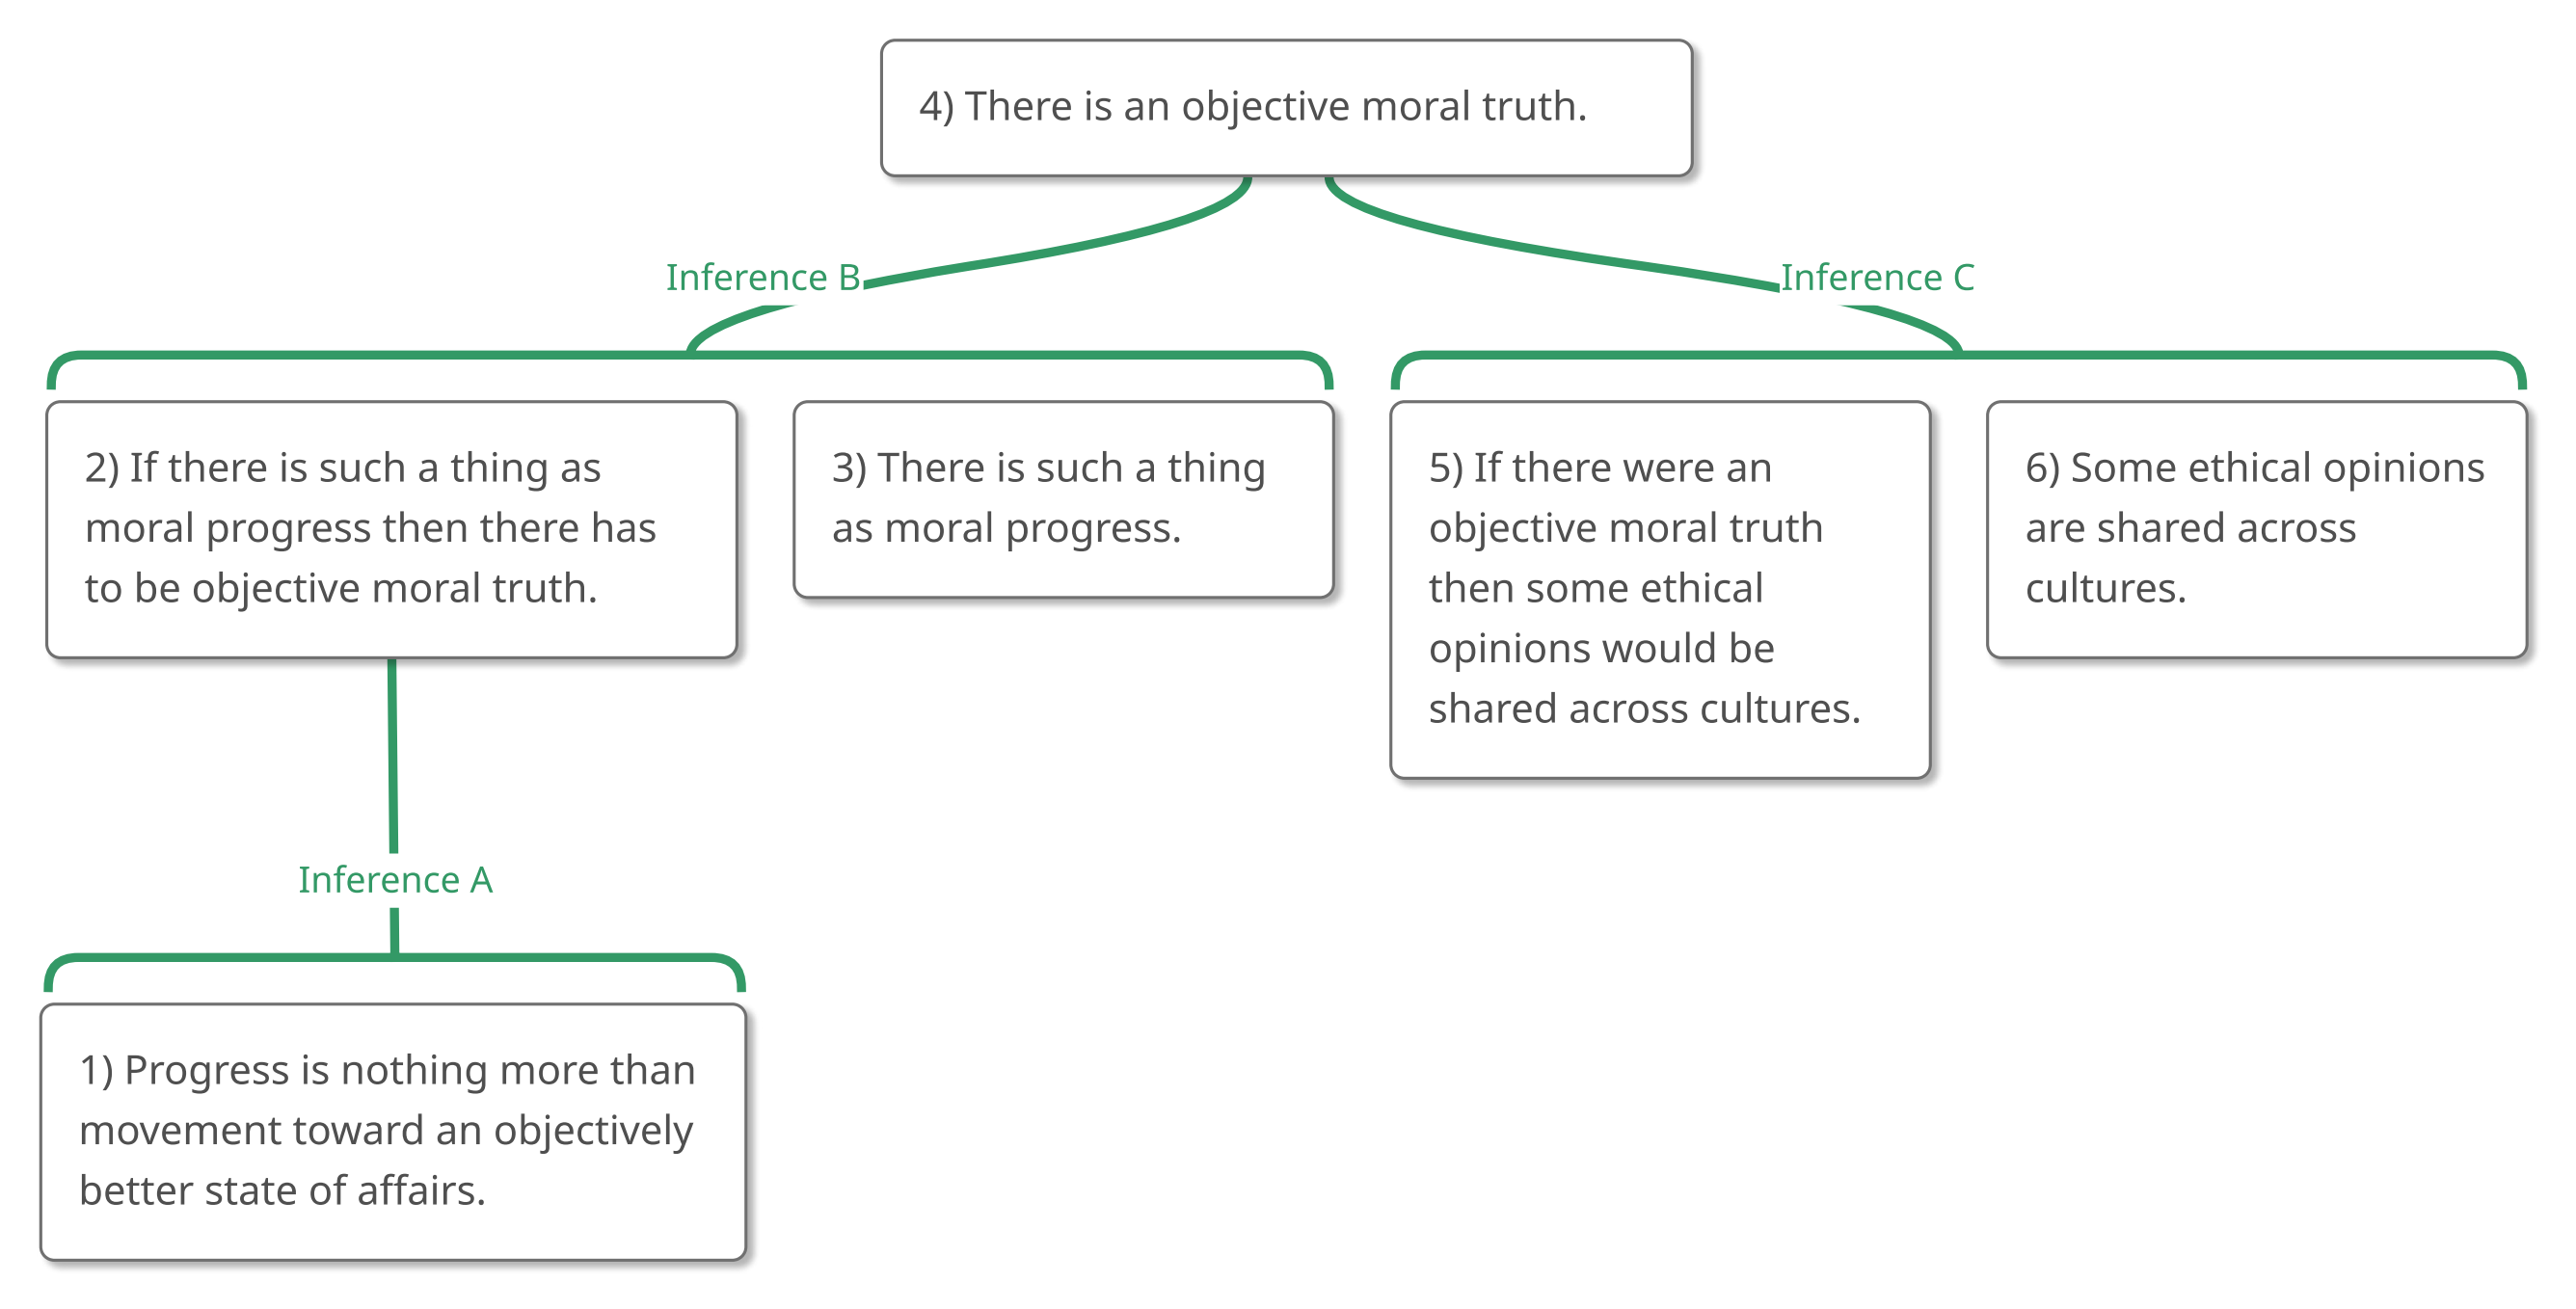 4) There is an objective moral truth.
Inference B
Inference C
2) If there is such a thing as
moral progress then there has
to be objective moral truth.
3) There is such a thing
as moral progress.
5) If there were an
objective moral truth
then some ethical
opinions would be
shared across cultures.
6) Some ethical opinions
are shared across
cultures.
Inference A
1) Progress is nothing more than
movement toward an objectively
better state of affairs.